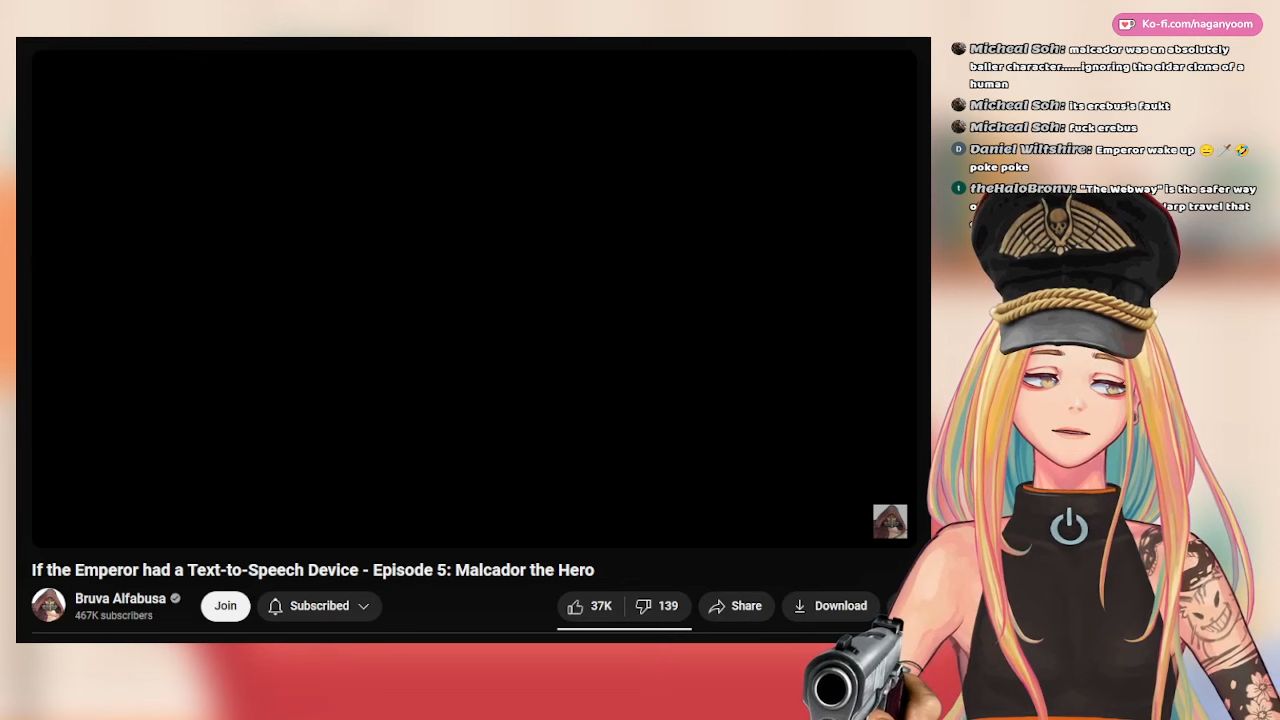 Ko-fi.com/naganyoom
Micheal Soh: malcador was an absolutely
baller character......ignoring the eldar clone of a
human
Micheal Soh: its erebus's faukt
Micheal Soh: Fuck erebus
D Daniel Wiltshire: Emperor wake up 😑 🗡️ 🤣
poke poke
t theHaloBrony: "The Webway" is the safer way
travel that
If the Emperor had a Text-to-Speech Device - Episode 5: Malcador the Hero
Bruva Alfabusa
467K subscribers
Join
Subscribed
37K
139
Share
Download